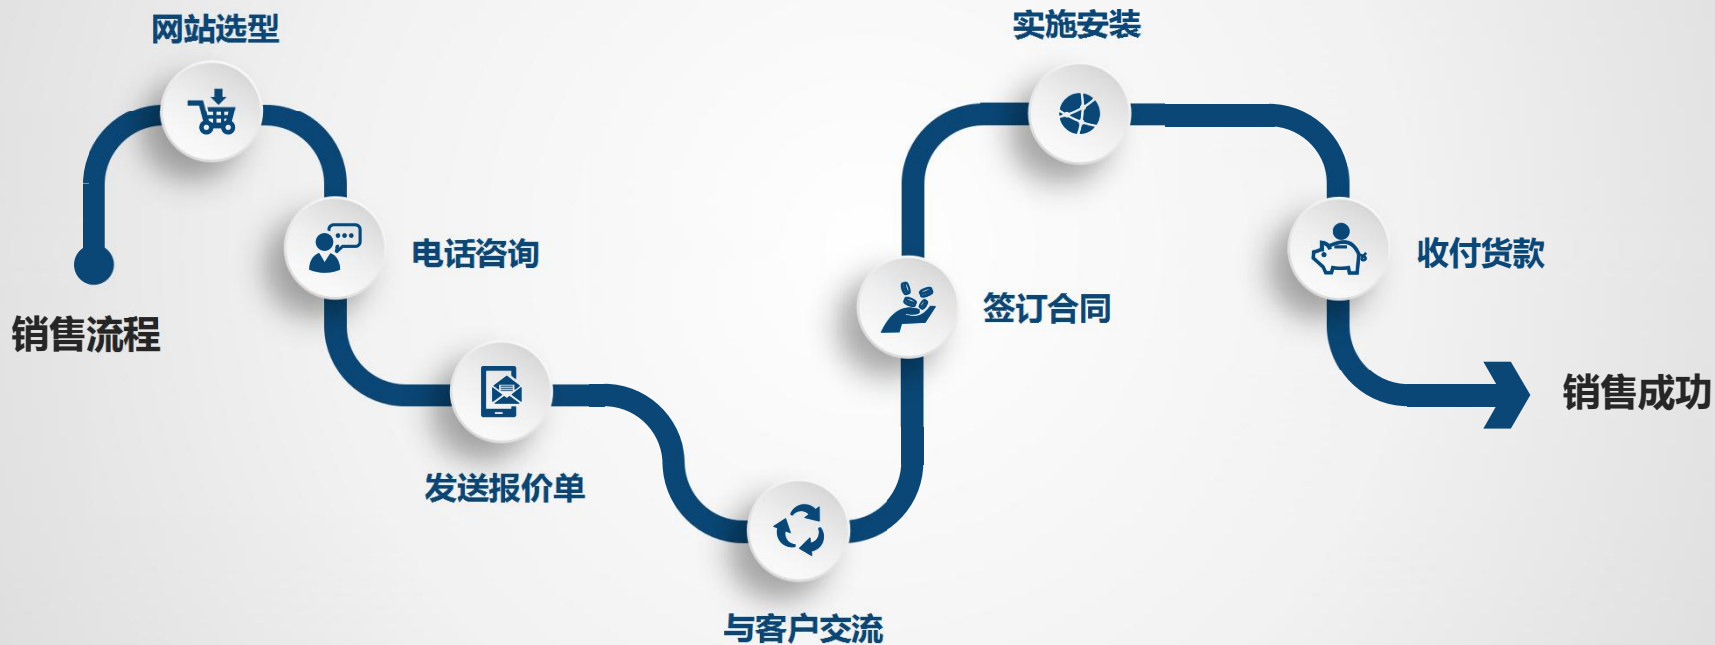 销售流程
网站选型
电话咨询
发送报价单
与客户交流
签订合同
实施安装
收付货款
销售成功